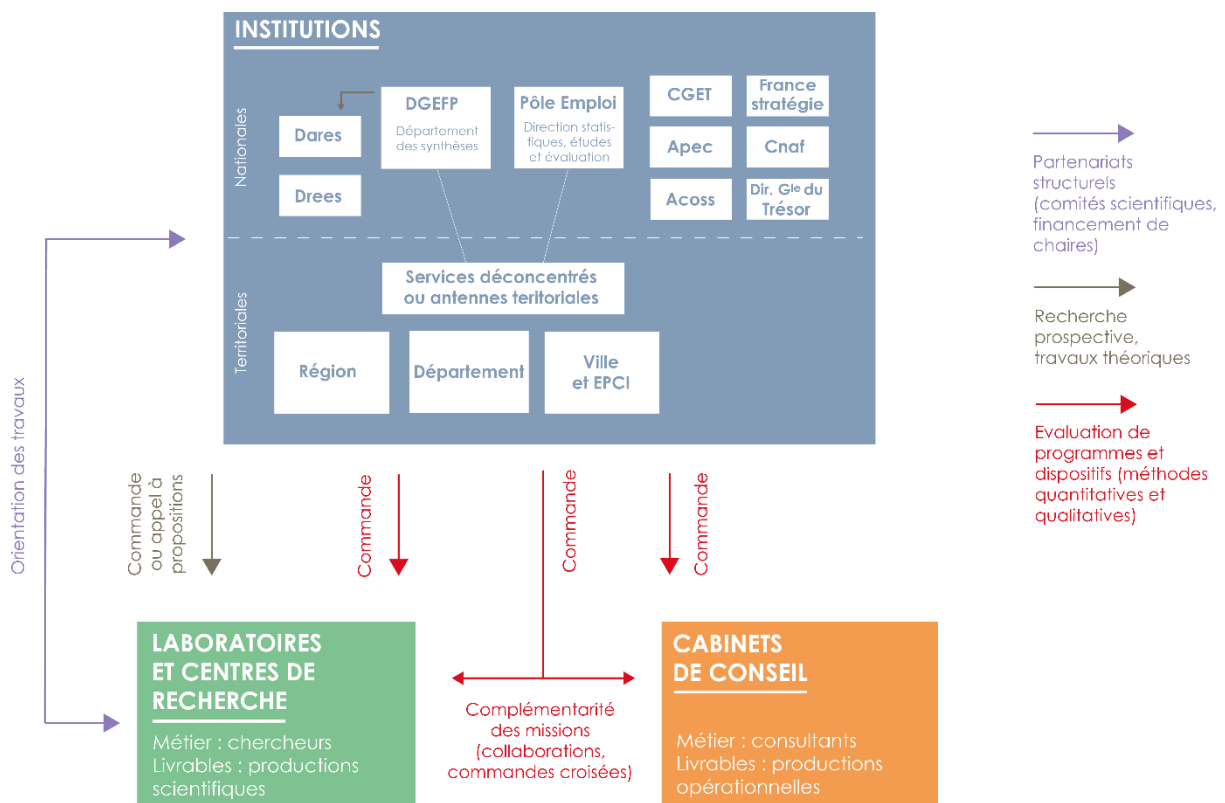 INSTITUTIONS
Nationales
Dares
Drees
DGEFP
Département
des synthèses
Pôle Emploi
Direction statis-
tiques, études
et évaluation
CGET
France
stratégie
Apec
Cnaf
Acoss
Dir. Gle du
Trésor
Territoriales
Services déconcentrés
ou antennes teritoriales
Région
Département
Ville
et EPCI
Orientation des travaux
Commande
ou appel à
propositions
Commande
Commande
Commande
LABORATOIRES
ET CENTRES DE
RECHERCHE
Métier : chercheurs
Livrables : productions
scientifiques
Complémentarité
des missions
(collaborations,
commandes croisées)
CABINETS
DE CONSEIL
Métier : consultants
Livrables : productions
opérationnelles
Partenariats
structurels
(comités scientifiques,
financement de
chaires)
Recherche
prospective,
travaux théoriques
Evaluation de
programmes et
dispositifs (méthodes
quantitatives et
qualitatives)